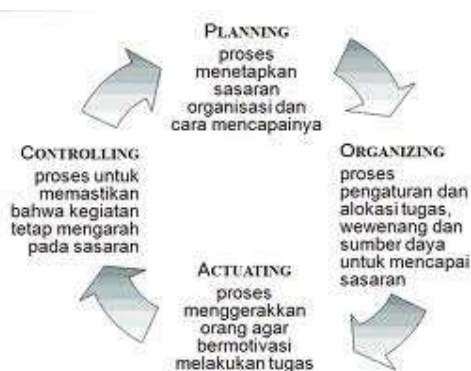 PLANNING
proses
menetapkan
sasaran
organisasi dan
cara mencapainya
ORGANIZING
proses
pengaturan dan
alokasi tugas,
wewenang dan
sumber daya
untuk mencapai
sasaran
ACTUATING
proses
menggerakkan
orang agar
bermotivasi
melakukan tugas
CONTROLLING
proses untuk
memastikan
bahwa kegiatan
tetap mengarah
pada sasaran